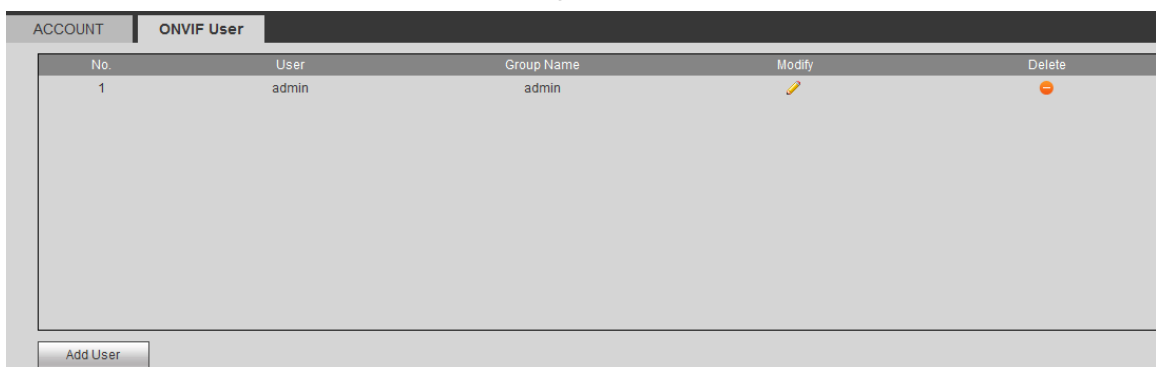 ACCOUNT ONVIF User
No. User Group Name Modify Delete
1 admin admin
Add User